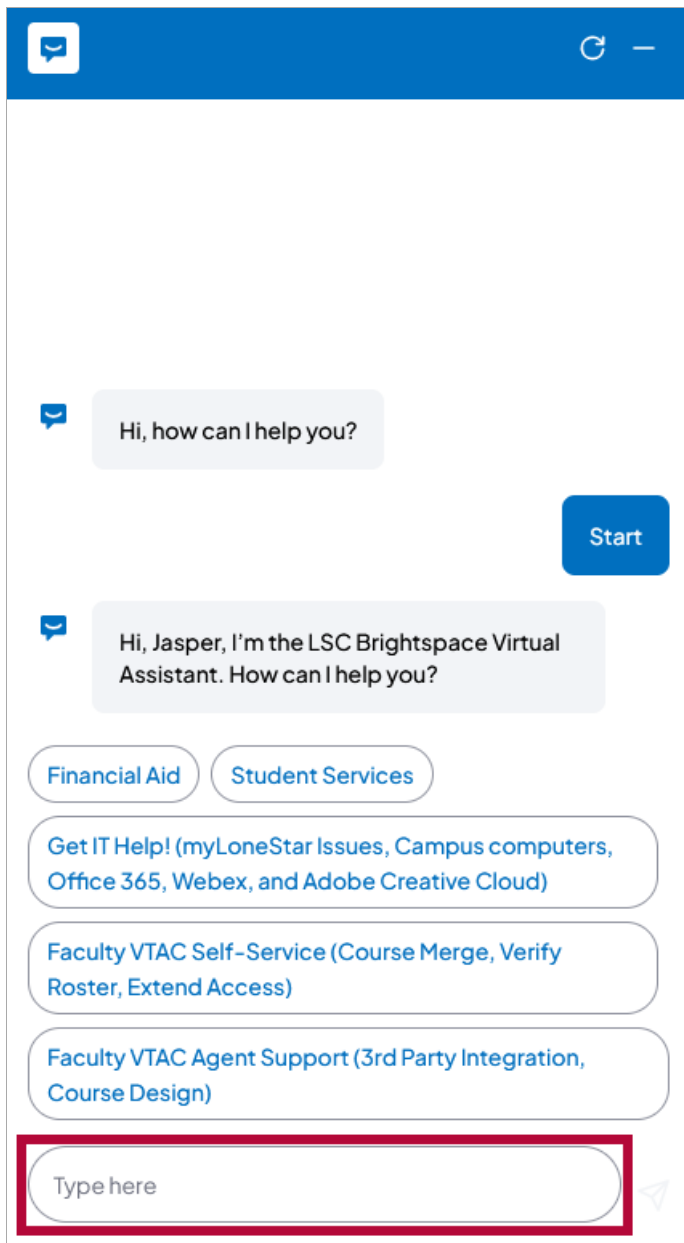 Hi, how can I help you?
Start
Hi, Jasper, I’m the LSC Brightspace Virtual
Assistant. How can I help you?
Financial Aid
Student Services
Get IT Help! (myLoneStar Issues, Campus computers,
Office 365, Webex, and Adobe Creative Cloud)
Faculty VTAC Self-Service (Course Merge, Verify
Roster, Extend Access)
Faculty VTAC Agent Support (3rd Party Integration,
Course Design)
Type here